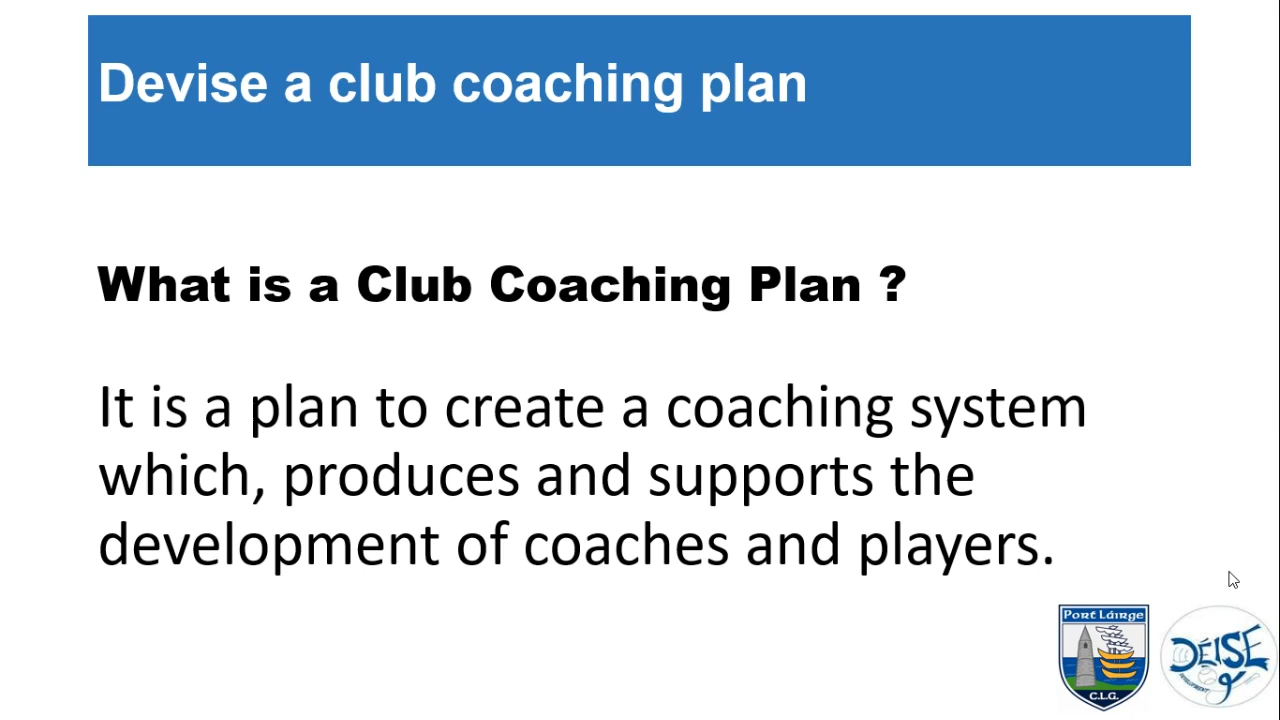 Devise a club coaching plan
What is a Club Coaching Plan ?
It is a plan to create a coaching system
which, produces and supports the
development of coaches and players.
Port Láirge
C.L.G.
DÉISE
DEVELOPMENT